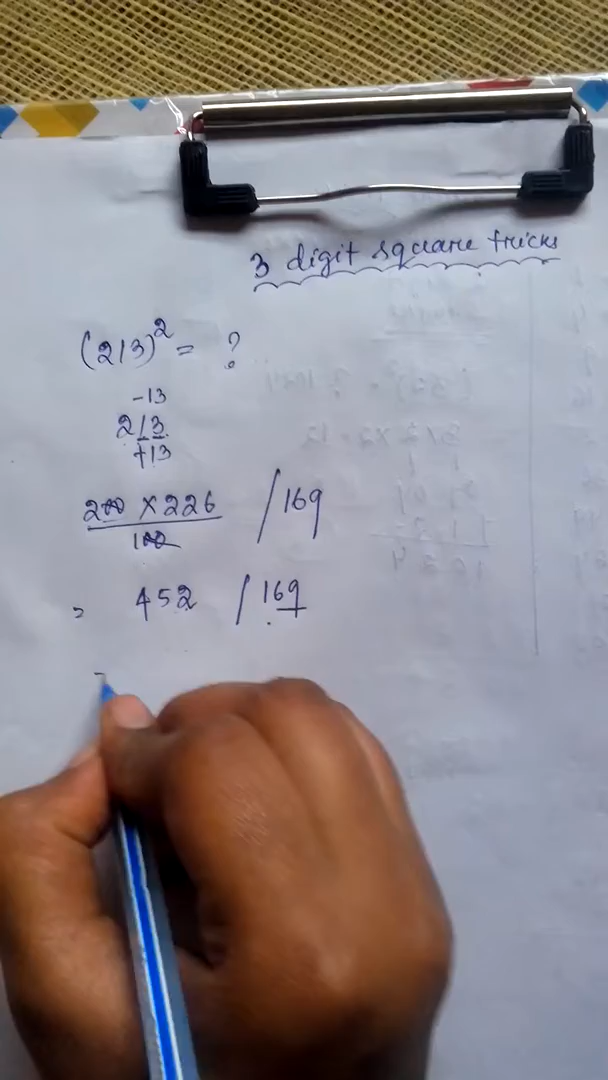 3 digit square tricks
(213)² = ?
-13
213
+13
200 × 226 / 169
100
= 452 / 169